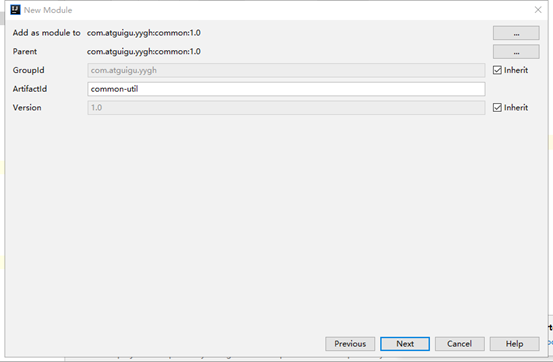 New Module
Add as module to com.atguigu.yygh:common:1.0 ...
Parent com.atguigu.yygh:common:1.0 ...
GroupId com.atguigu.yygh Inherit
ArtifactId common-util
Version 1.0 Inherit
Previous Next Cancel Help